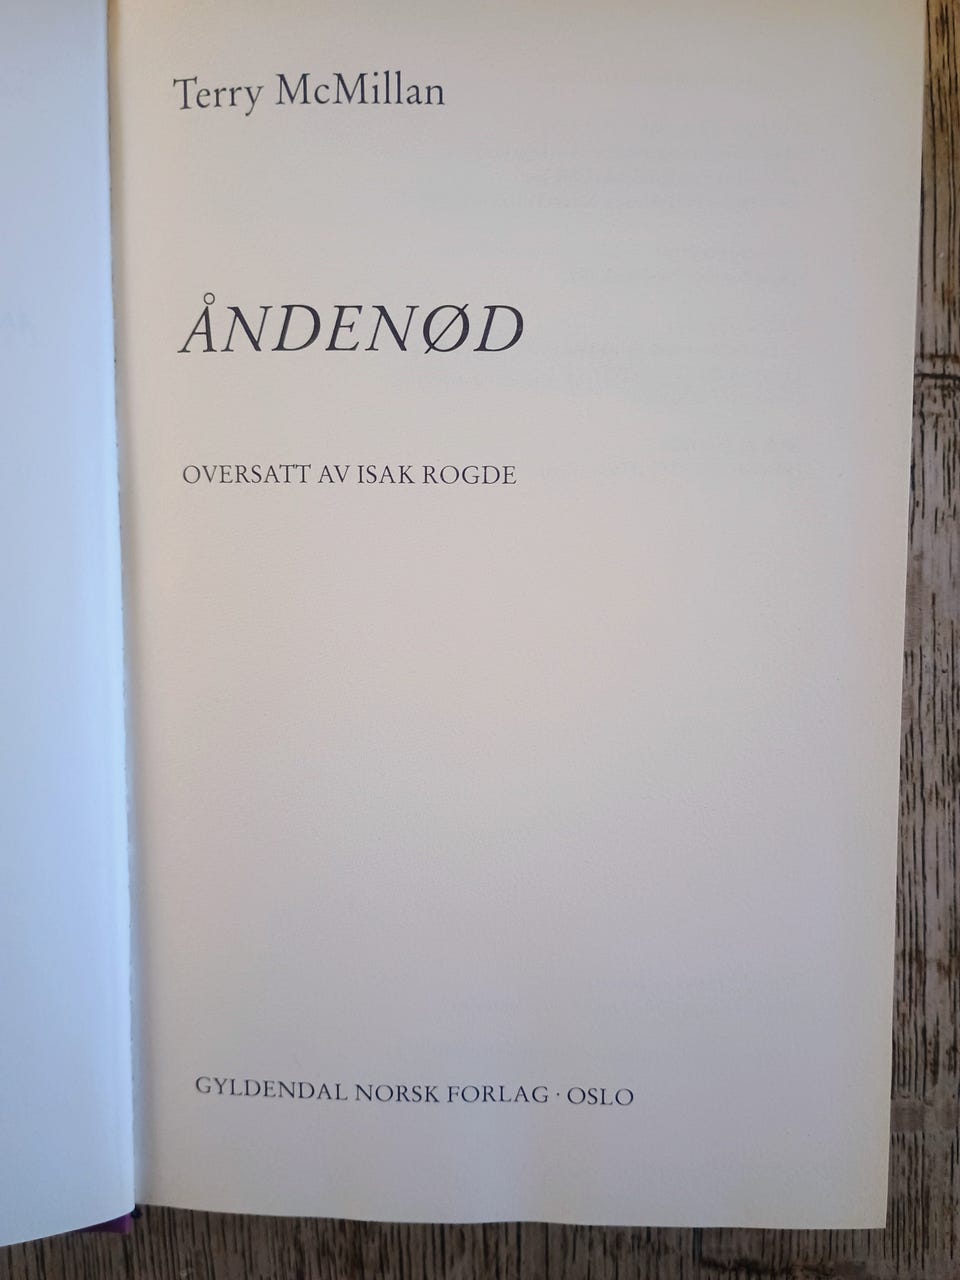 Terry McMillan
ÅNDENØD
OVERSATT AV ISAK ROGDE
GYLDENDAL NORSK FORLAG · OSLO